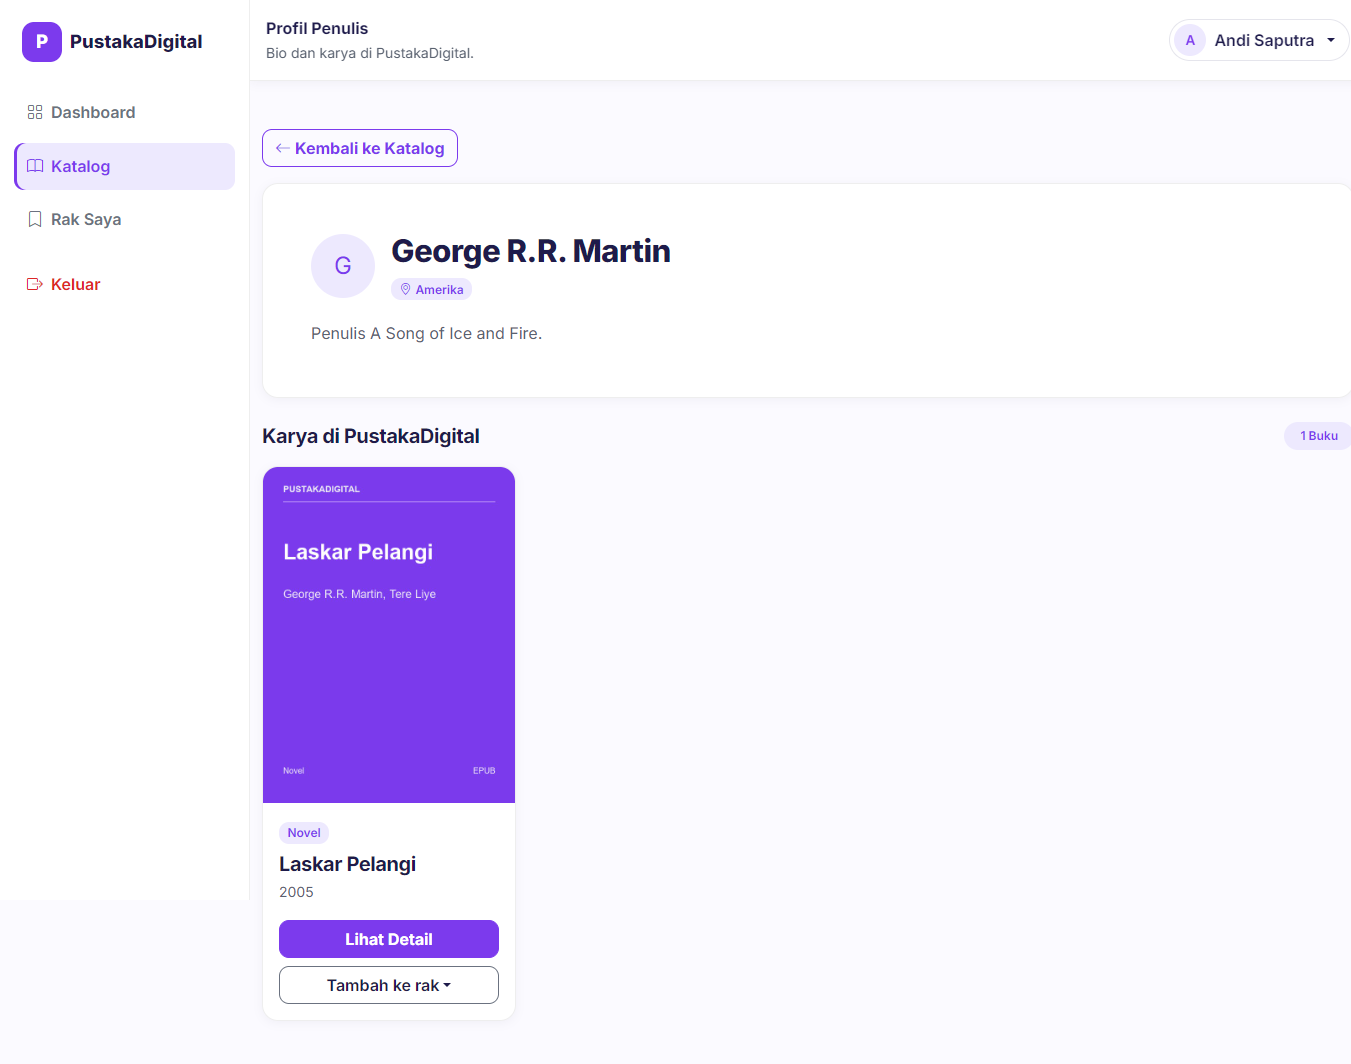 P PustakaDigital
Dashboard
Katalog
Rak Saya
Keluar
Profil Penulis
Bio dan karya di PustakaDigital.
A Andi Saputra
Kembali ke Katalog
G
George R.R. Martin
Amerika
Penulis A Song of Ice and Fire.
Karya di PustakaDigital
1 Buku
PUSTAKADIGITAL
Laskar Pelangi
George R.R. Martin, Tere Liye
Novel EPUB
Novel
Laskar Pelangi
2005
Lihat Detail
Tambah ke rak